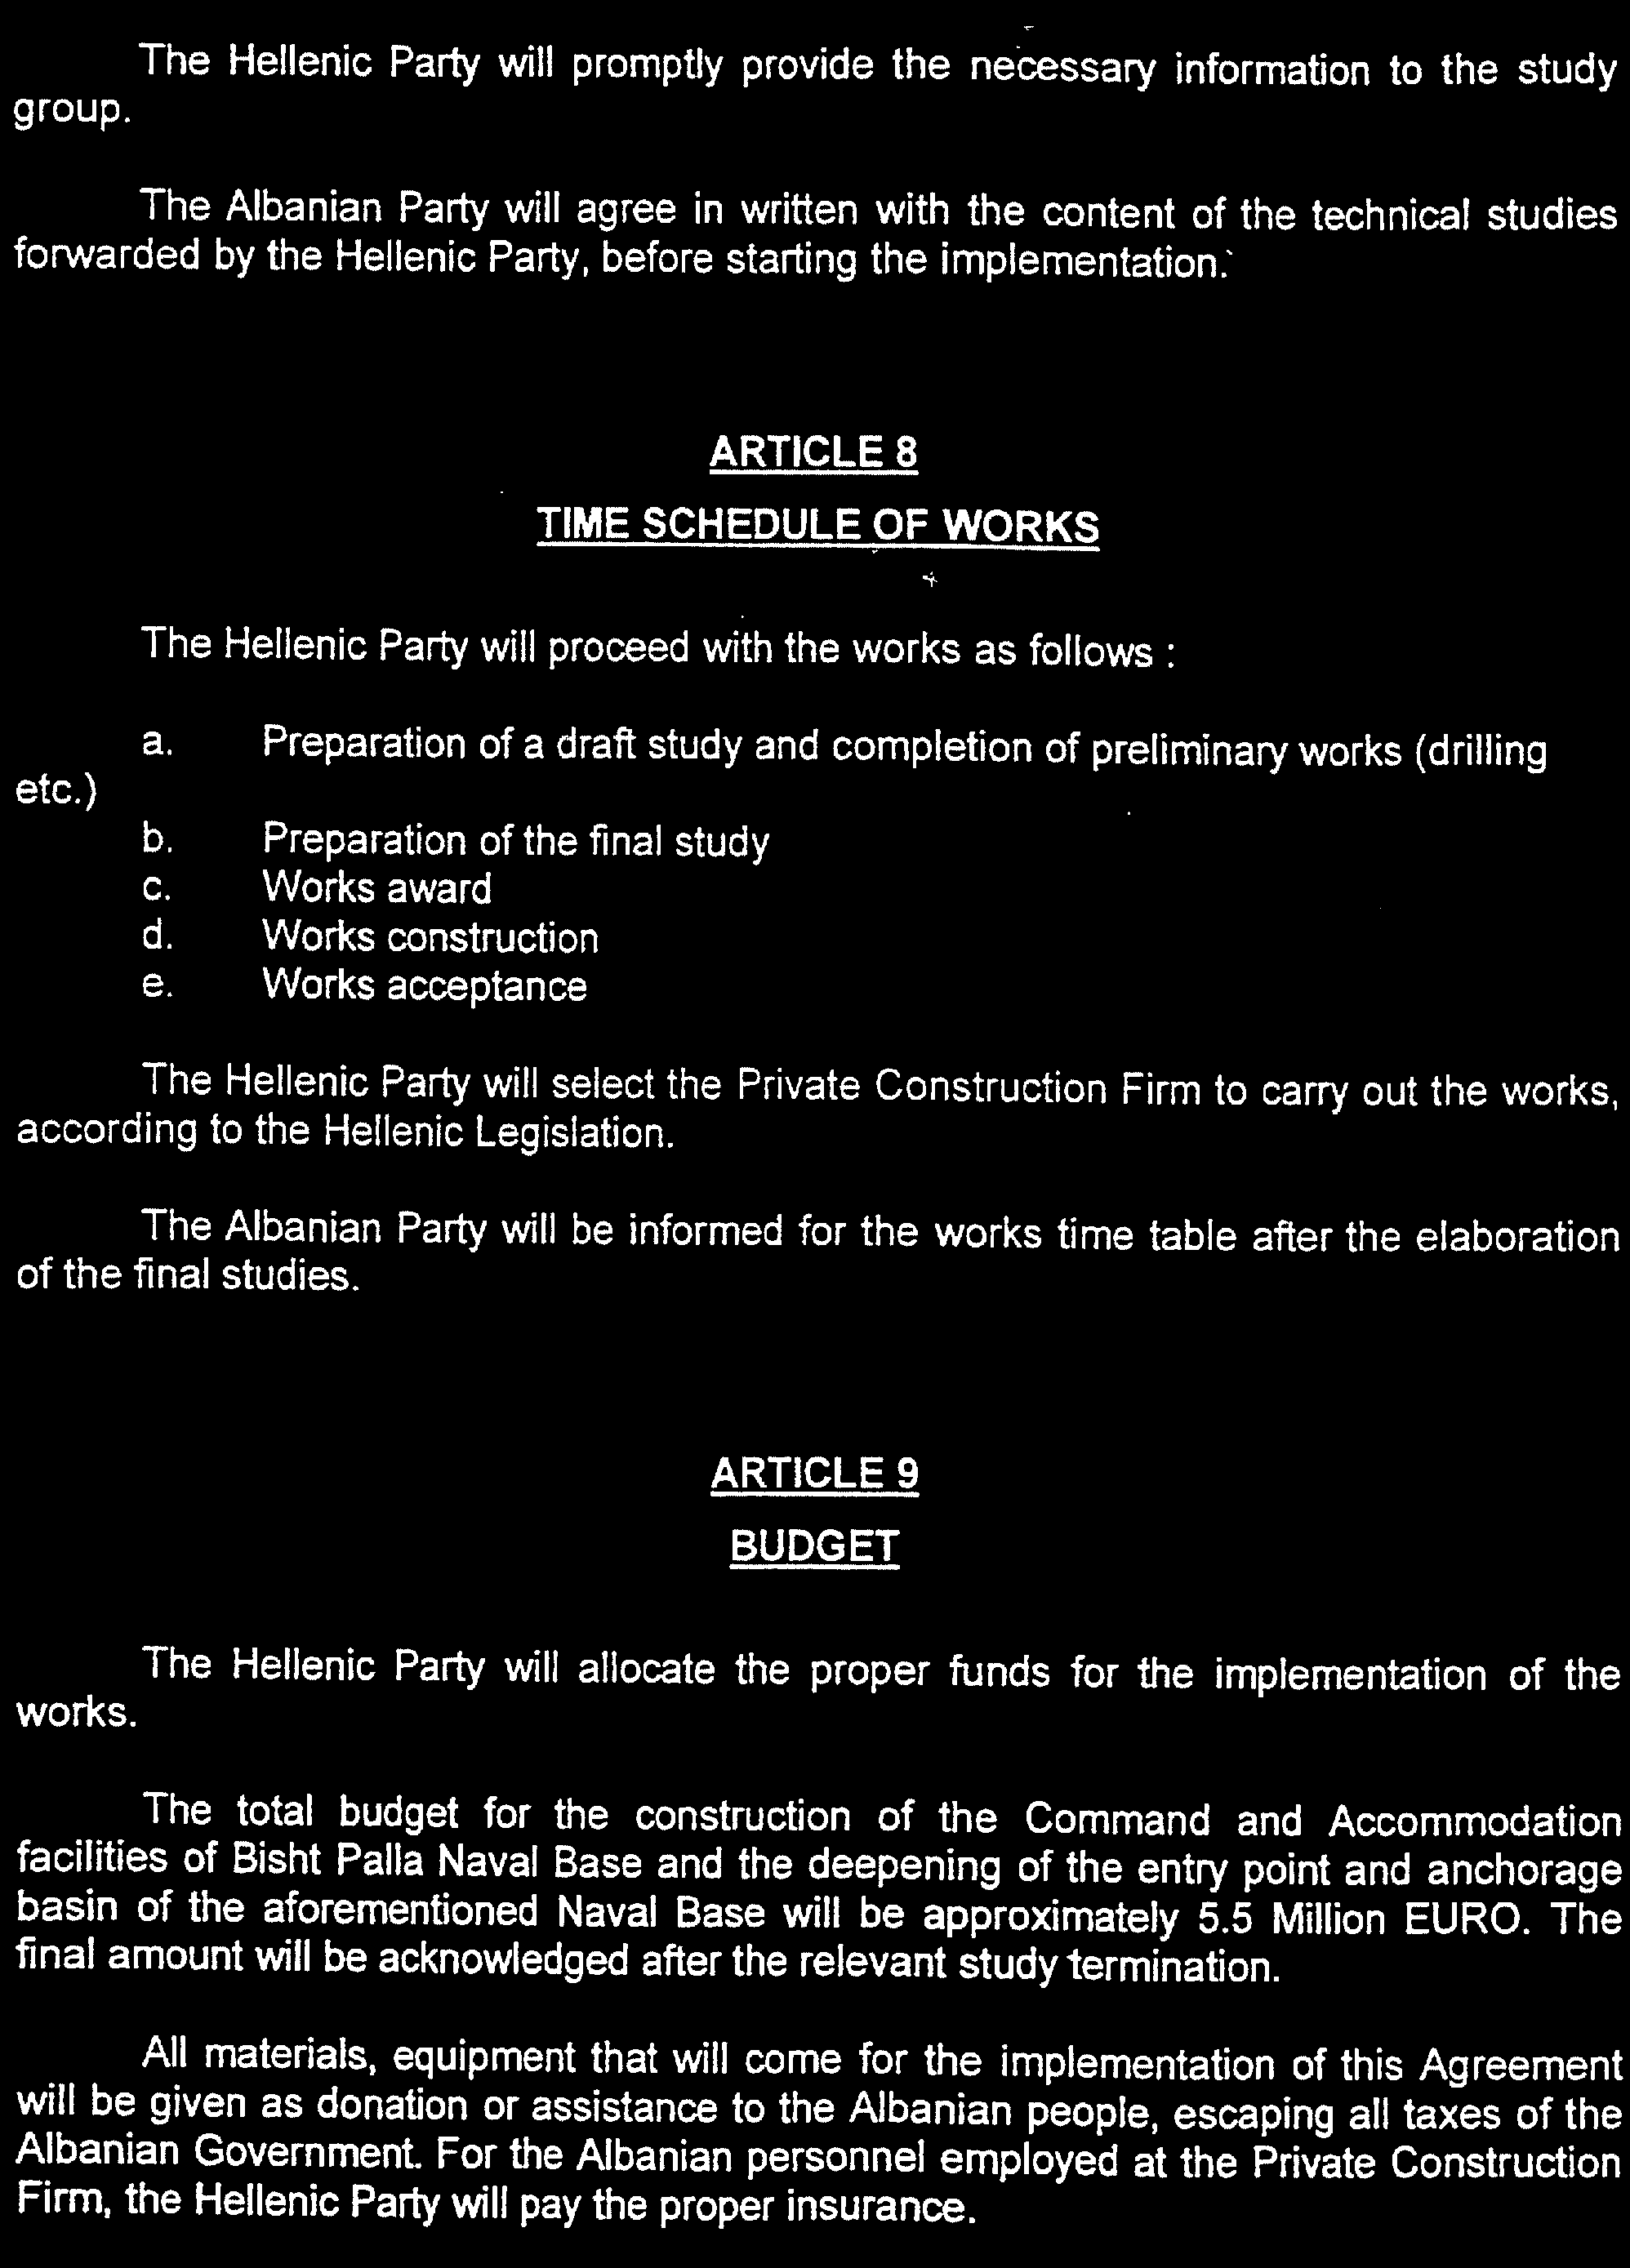 The Hellenic Party will promptly provide the necessary information to the study
group.
The Albanian Party will agree in written with the content of the technical studies
forwarded by the Hellenic Party, before starting the implementation.
ARTICLE 8
TIME SCHEDULE OF WORKS
The Hellenic Party will proceed with the works as follows :
a. Preparation of a draft study and completion of preliminary works (drilling
etc.)
b. Preparation of the final study
c. Works award
d. Works construction
e. Works acceptance
The Hellenic Party will select the Private Construction Firm to carry out the works,
according to the Hellenic Legislation.
The Albanian Party will be informed for the works time table after the elaboration
of the final studies.
ARTICLE 9
BUDGET
The Hellenic Party will allocate the proper funds for the implementation of the
works.
The total budget for the construction of the Command and Accommodation
facilities of Bisht Palla Naval Base and the deepening of the entry point and anchorage
basin of the aforementioned Naval Base will be approximately 5.5 Million EURO. The
final amount will be acknowledged after the relevant study termination.
All materials, equipment that will come for the implementation of this Agreement
will be given as donation or assistance to the Albanian people, escaping all taxes of the
Albanian Government. For the Albanian personnel employed at the Private Construction
Firm, the Hellenic Party will pay the proper insurance.